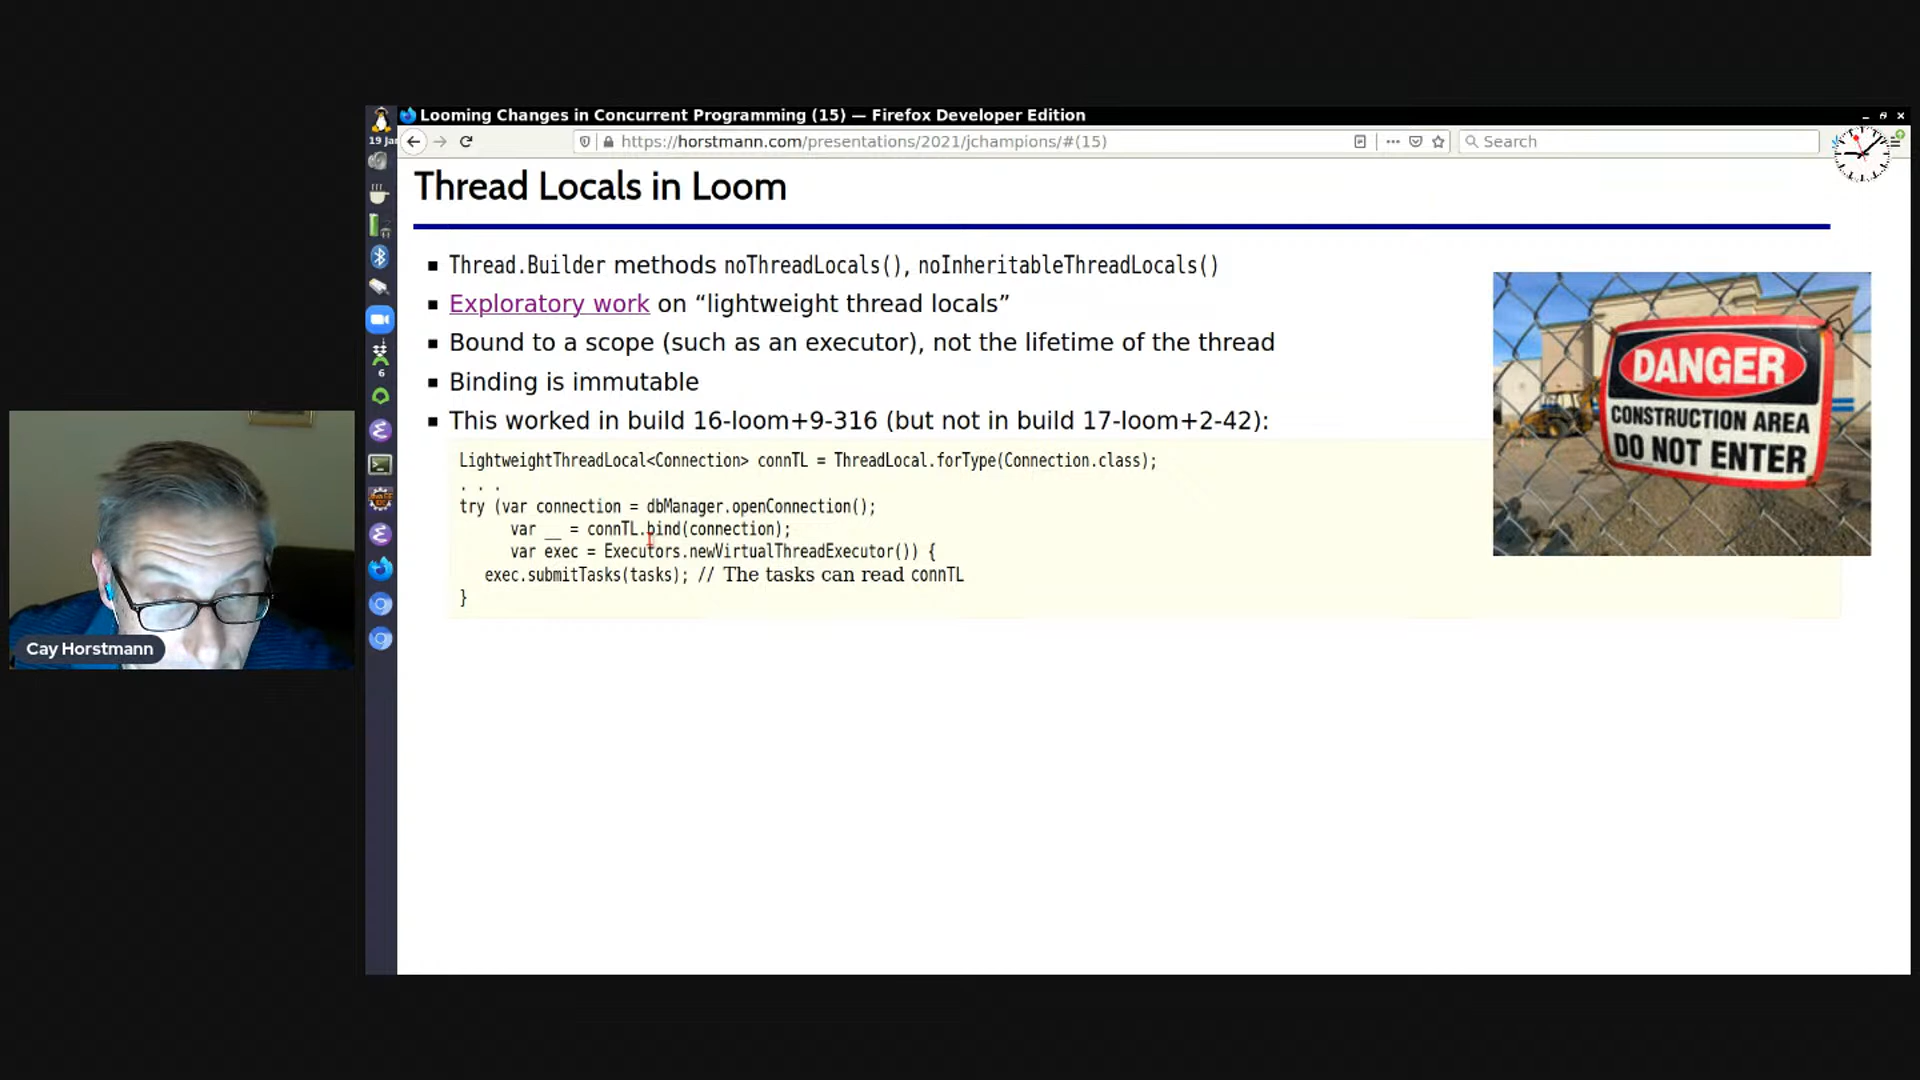 Looming Changes in Concurrent Programming (15) — Firefox Developer Edition
19 Jan
https://horstmann.com/presentations/2021/jchampions/#(15)
Search
Thread Locals in Loom
Thread.Builder methods noThreadLocals(), noInheritableThreadLocals()
Exploratory work on “lightweight thread locals”
Bound to a scope (such as an executor), not the lifetime of the thread
Binding is immutable
This worked in build 16-loom+9-316 (but not in build 17-loom+2-42):
LightweightThreadLocal<Connection> connTL = ThreadLocal.forType(Connection.class);
. . .
try (var connection = dbManager.openConnection();
var __ = connTL.bind(connection);
var exec = Executors.newVirtualThreadExecutor()) {
exec.submitTasks(tasks); // The tasks can read connTL
}
DANGER
CONSTRUCTION AREA
DO NOT ENTER
6
Cay Horstmann